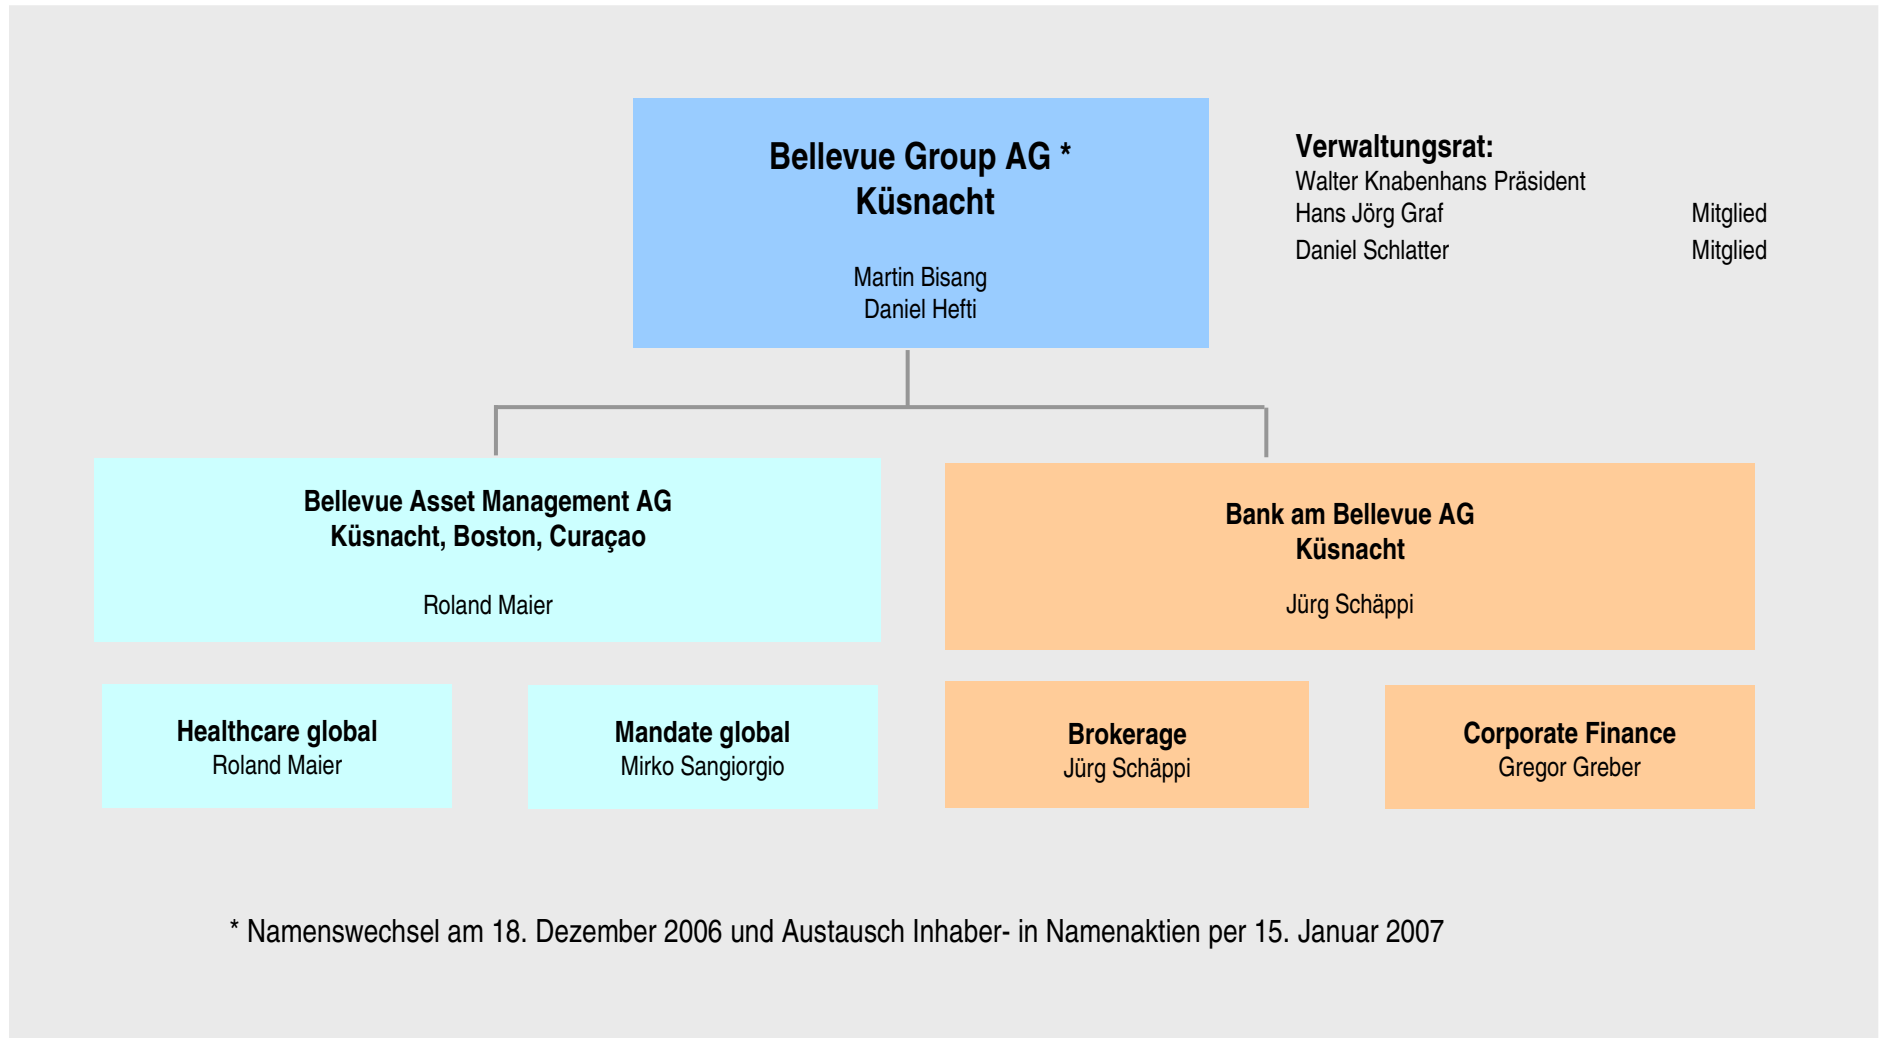 Bellevue Group AG *
Küsnacht
Martin Bisang
Daniel Hefti
Verwaltungsrat:
Walter Knabenhans Präsident
Hans Jörg Graf Mitglied
Daniel Schlatter Mitglied
Bellevue Asset Management AG
Küsnacht, Boston, Curaçao
Roland Maier
Bank am Bellevue AG
Küsnacht
Jürg Schäppi
Healthcare global
Roland Maier
Mandate global
Mirko Sangiorgio
Brokerage
Jürg Schäppi
Corporate Finance
Gregor Greber
* Namenswechsel am 18. Dezember 2006 und Austausch Inhaber- in Namenaktien per 15. Januar 2007